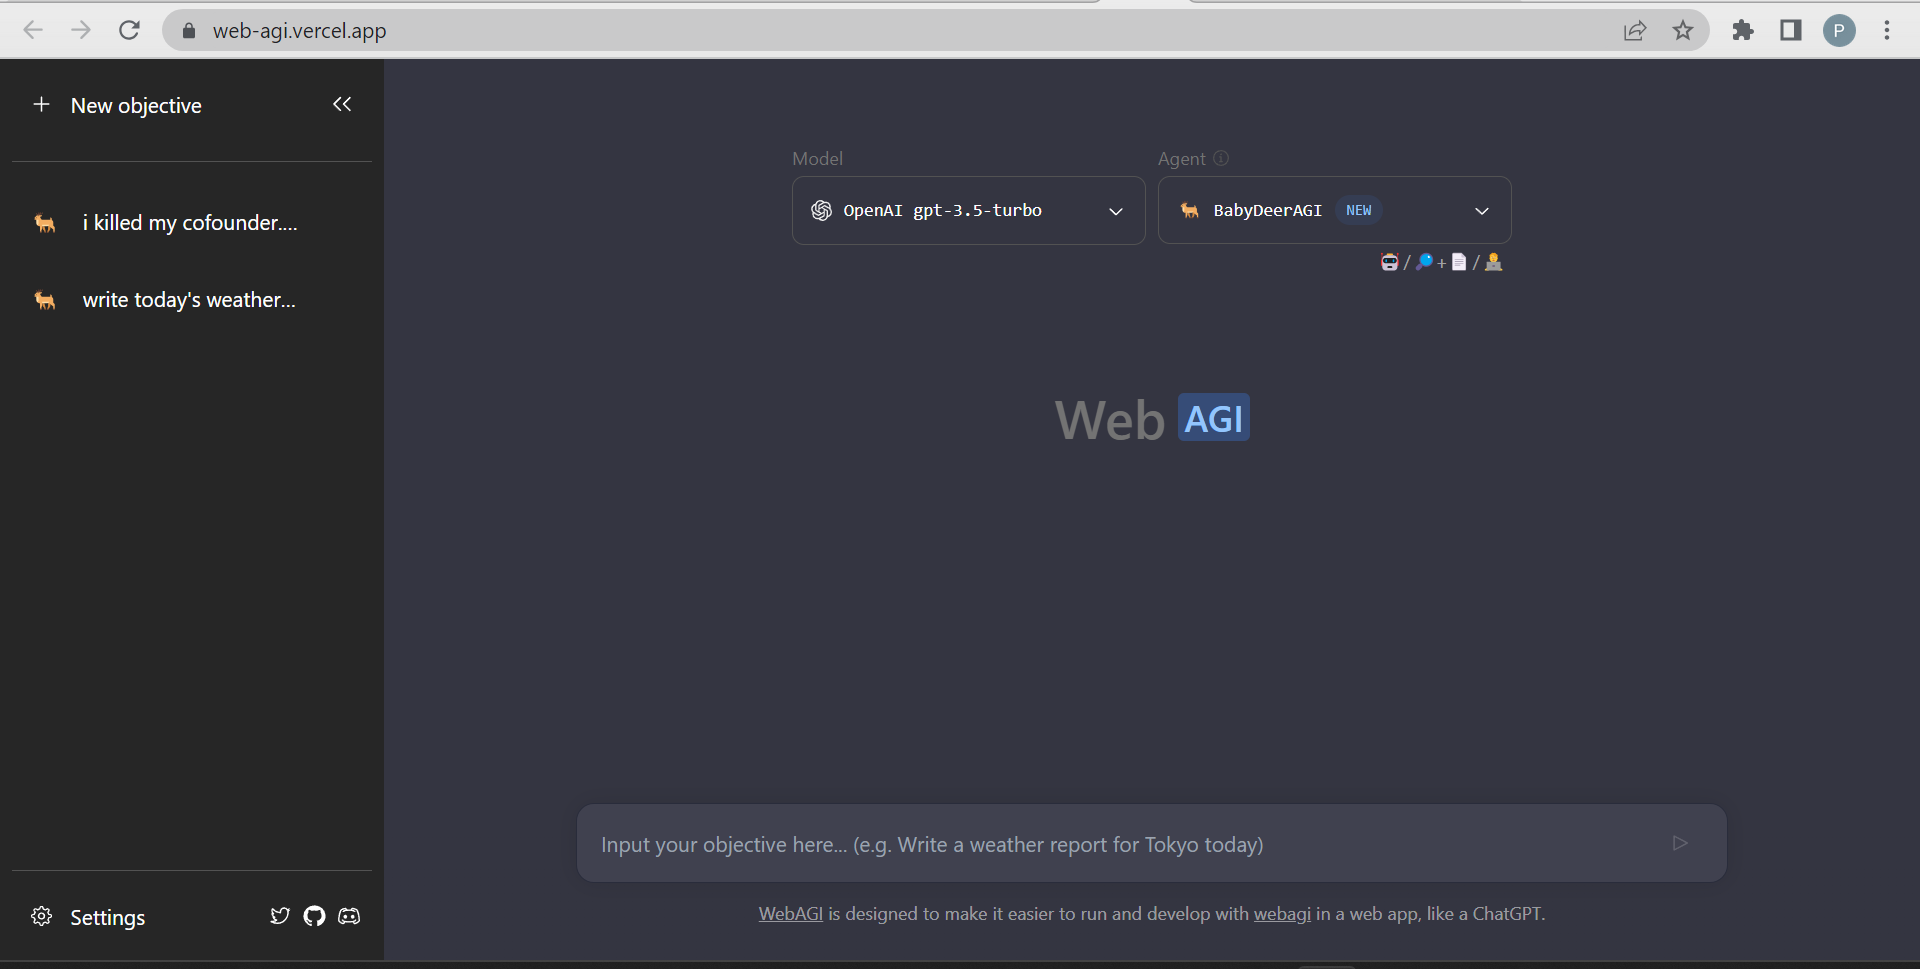 web-agi.vercel.app
P
New objective
i killed my cofounder....
write today's weather...
Settings
Model
OpenAI gpt-3.5-turbo
Agent
BabyDeerAGI NEW
/ + /
Web AGI
Input your objective here... (e.g. Write a weather report for Tokyo today)
WebAGI is designed to make it easier to run and develop with webagi in a web app, like a ChatGPT.